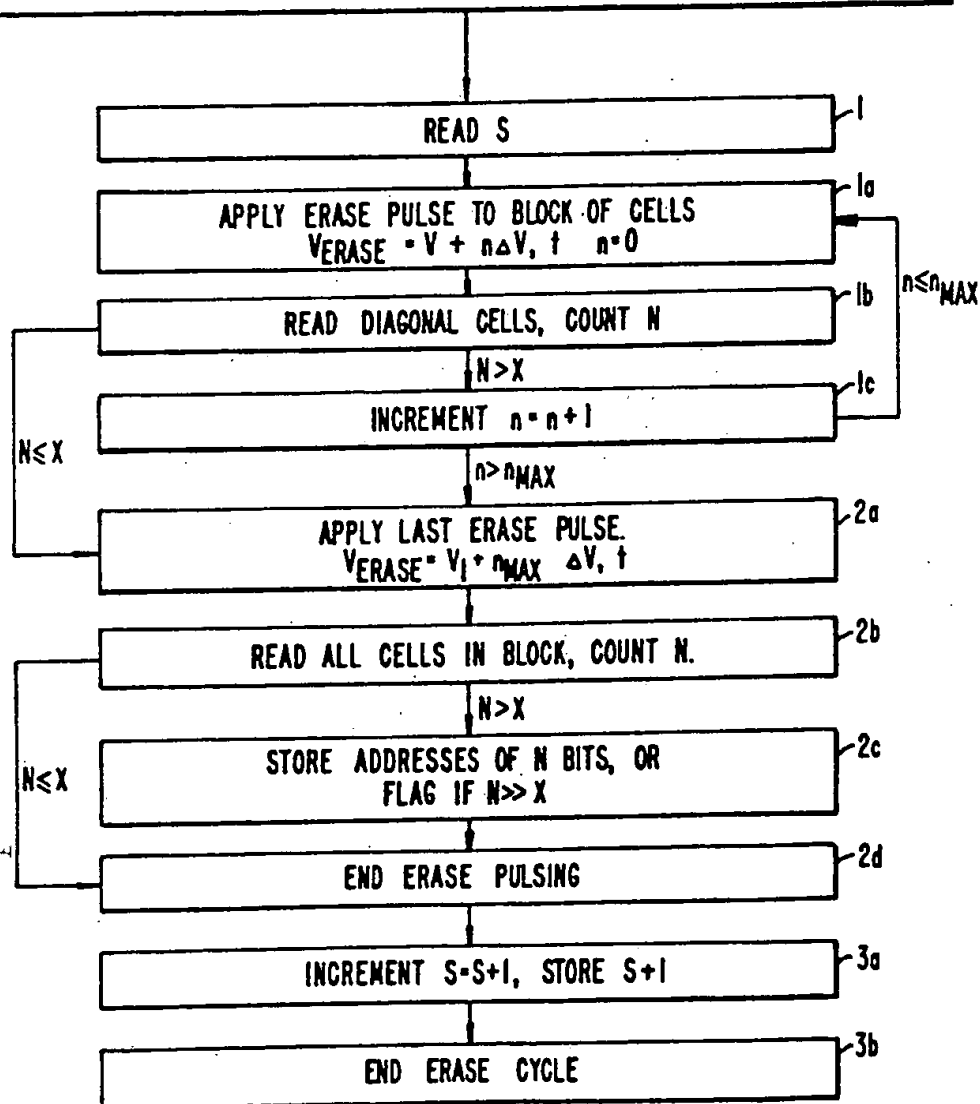 READ S
1
APPLY ERASE PULSE TO BLOCK OF CELLS
VERASE = V + n∆V, t n=0
1a
n≤nMAX
READ DIAGONAL CELLS, COUNT N
1b
N>X
INCREMENT n=n+1
1c
N≤X
n>nMAX
APPLY LAST ERASE PULSE.
VERASE = V1 + nMAX ∆V, t
2a
READ ALL CELLS IN BLOCK, COUNT N.
2b
N>X
STORE ADDRESSES OF N BITS, OR
FLAG IF N>>X
2c
N≤X
END ERASE PULSING
2d
INCREMENT S=S+1, STORE S+1
3a
END ERASE CYCLE
3b